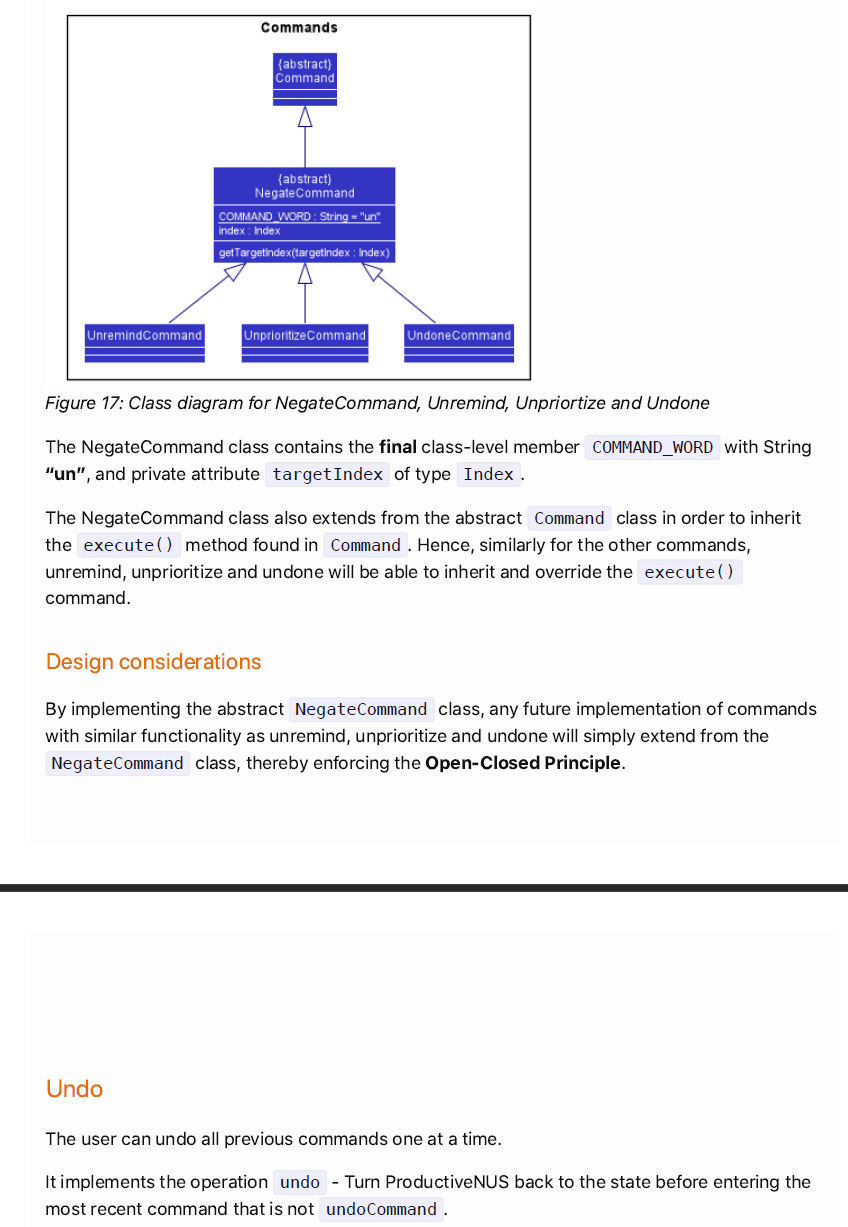 Commands
{abstract}
Command
{abstract}
NegateCommand
COMMAND_WORD : String = "un"
index : Index
getTargetIndex(targetIndex : Index)
UnremindCommand UnprioritizeCommand UndoneCommand
Figure 17: Class diagram for NegateCommand, Unremind, Unpriortize and Undone
The NegateCommand class contains the final class-level member COMMAND_WORD with String
“un”, and private attribute targetIndex of type Index.
The NegateCommand class also extends from the abstract Command class in order to inherit
the execute() method found in Command. Hence, similarly for the other commands,
unremind, unprioritize and undone will be able to inherit and override the execute()
command.
Design considerations
By implementing the abstract NegateCommand class, any future implementation of commands
with similar functionality as unremind, unprioritize and undone will simply extend from the
NegateCommand class, thereby enforcing the Open-Closed Principle.
Undo
The user can undo all previous commands one at a time.
It implements the operation undo - Turn ProductiveNUS back to the state before entering the
most recent command that is not undoCommand.